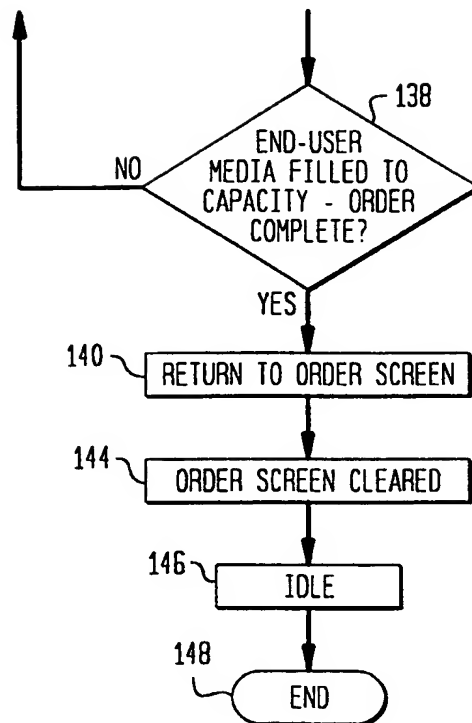 138
END-USER
MEDIA FILLED TO
CAPACITY - ORDER
COMPLETE?
NO
YES
140
RETURN TO ORDER SCREEN
144
ORDER SCREEN CLEARED
146
IDLE
148
END